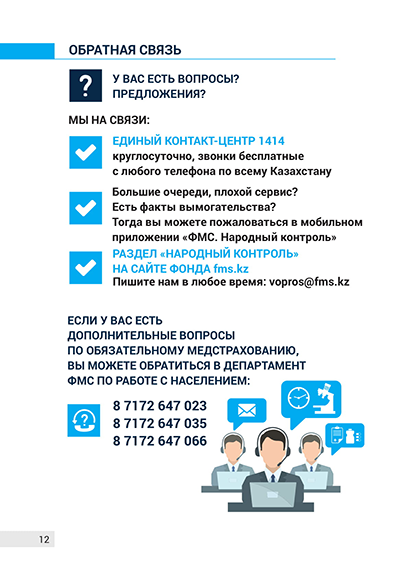 ОБРАТНАЯ СВЯЗЬ
?
У ВАС ЕСТЬ ВОПРОСЫ?
ПРЕДЛОЖЕНИЯ?
МЫ НА СВЯЗИ:
ЕДИНЫЙ КОНТАКТ-ЦЕНТР 1414
круглосуточно, звонки бесплатные
с любого телефона по всему Казахстану
Большие очереди, плохой сервис?
Есть факты вымогательства?
Тогда вы можете пожаловаться в мобильном
приложении «ФМС. Народный контроль»
РАЗДЕЛ «НАРОДНЫЙ КОНТРОЛЬ»
НА САЙТЕ ФОНДА fms.kz
Пишите нам в любое время: vopros@fms.kz
ЕСЛИ У ВАС ЕСТЬ
ДОПОЛНИТЕЛЬНЫЕ ВОПРОСЫ
ПО ОБЯЗАТЕЛЬНОМУ МЕДСТРАХОВАНИЮ,
ВЫ МОЖЕТЕ ОБРАТИТЬСЯ В ДЕПАРТАМЕНТ
ФМС ПО РАБОТЕ С НАСЕЛЕНИЕМ:
?
8 7172 647 023
8 7172 647 035
8 7172 647 066
12